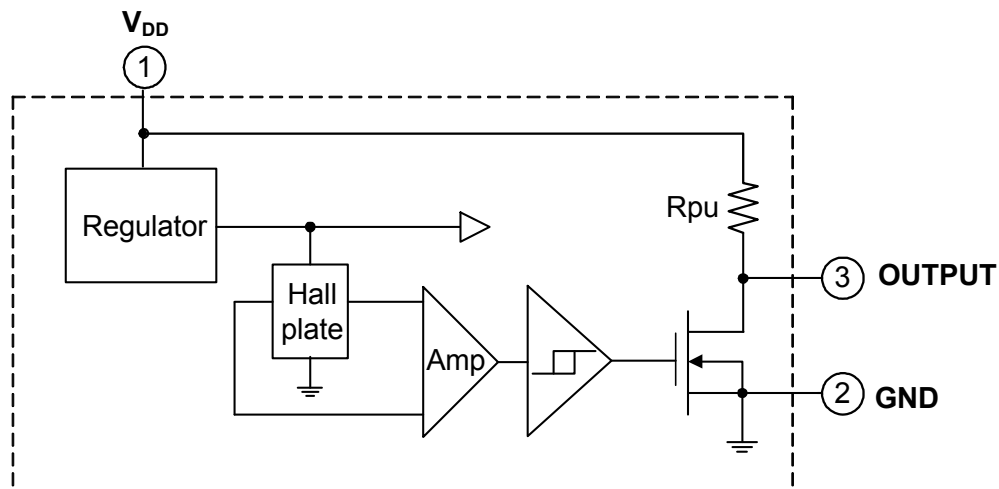 VDD
1
Regulator
Rpu
3 OUTPUT
Hall
plate
Amp
2 GND